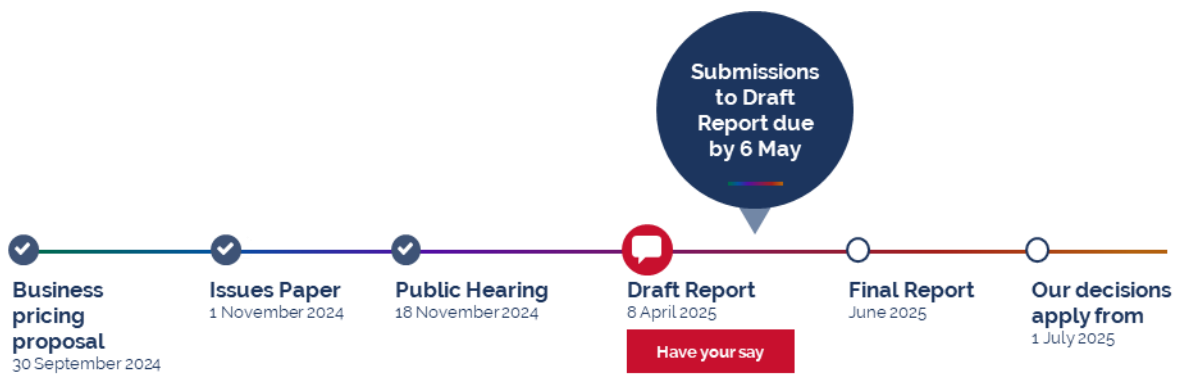 Submissions
to Draft
Report due
by 6 May
Business
pricing
proposal
30 September 2024
Issues Paper
1 November 2024
Public Hearing
18 November 2024
Draft Report
8 April 2025
Have your say
Final Report
June 2025
Our decisions
apply from
1 July 2025